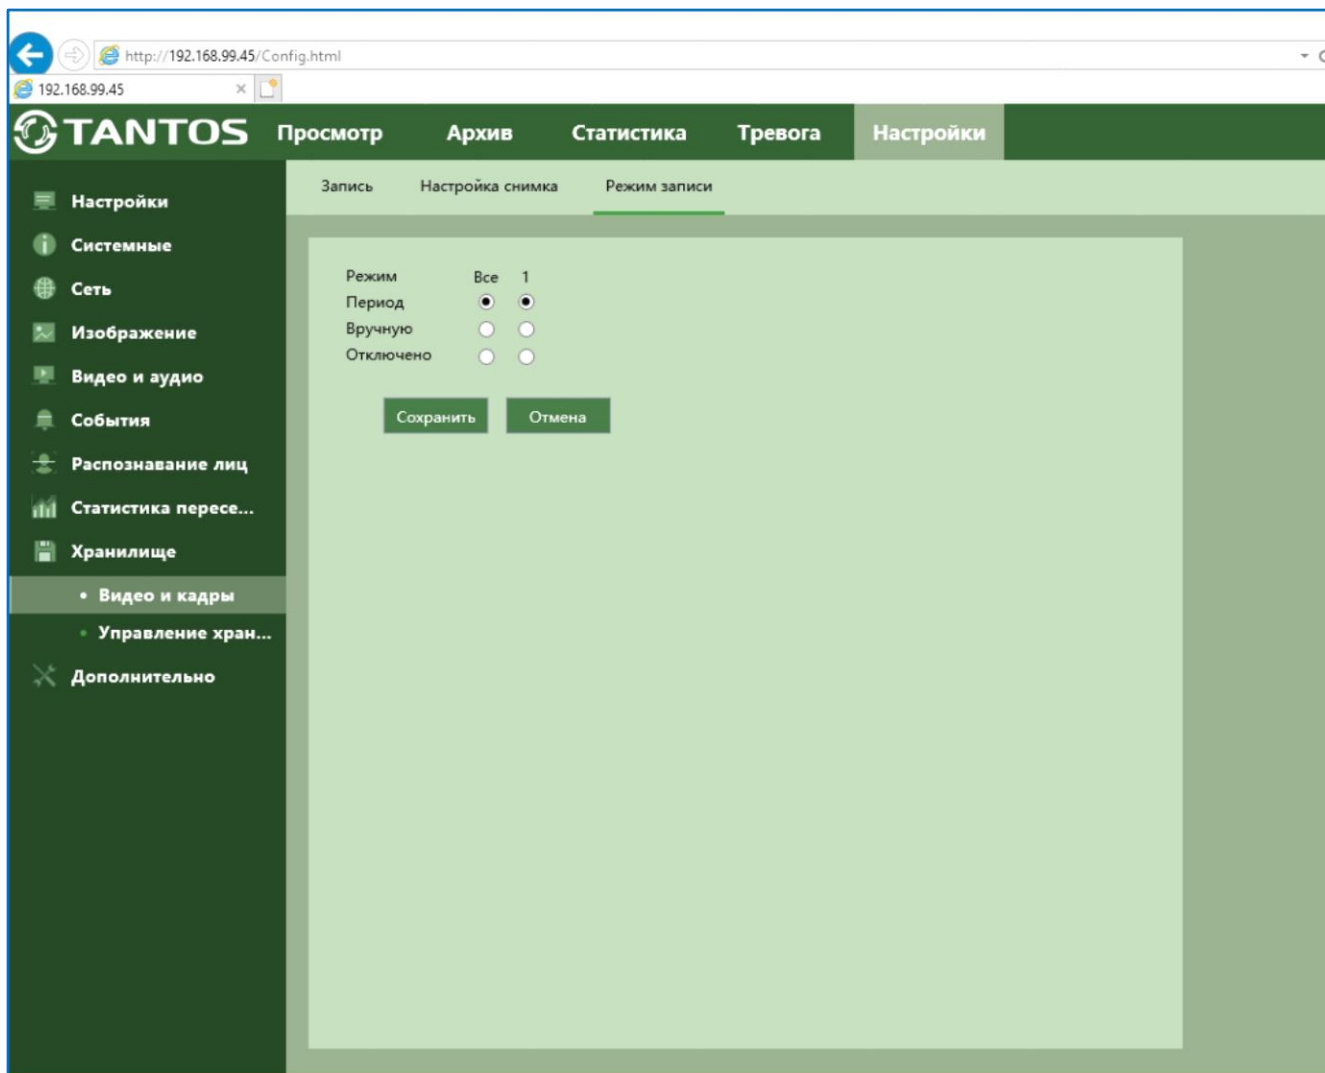 http://192.168.99.45/Config.html
192.168.99.45
TANTOS Просмотр Архив Статистика Тревога Настройки
Запись Настройка снимка Режим записи
Настройки
Системные
Сеть
Изображение
Видео и аудио
События
Распознавание лиц
Статистика пересе...
Хранилище
• Видео и кадры
• Управление хран...
Дополнительно
Режим Все 1
Период
Вручную
Отключено
Сохранить Отмена